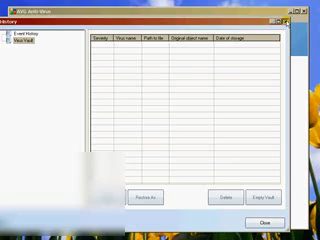 AVG Anti-Virus
History
Event History
Virus Vault
Severity Virus name Path to file Original object name Date of storage
Restore As Delete Empty Vault
Close